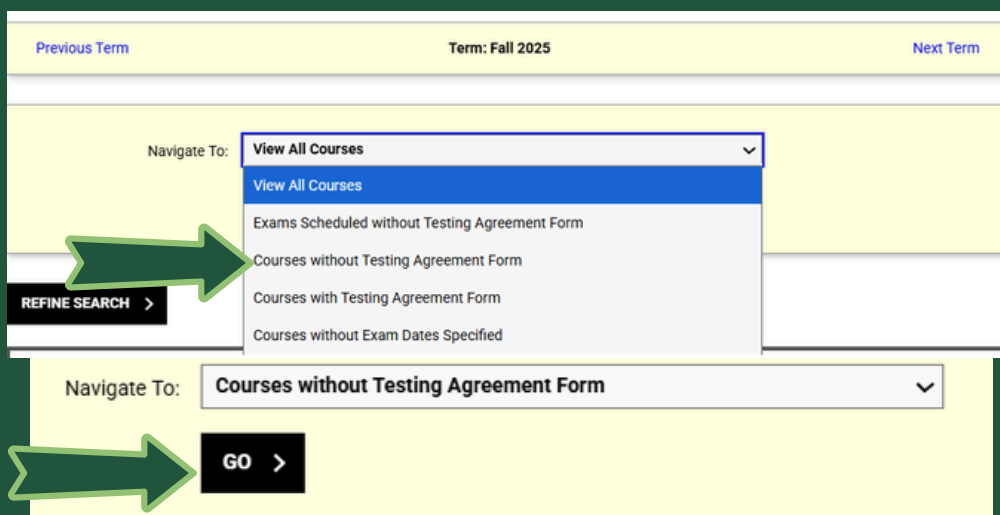 Previous Term Term: Fall 2025 Next Term
Navigate To: View All Courses
View All Courses
Exams Scheduled without Testing Agreement Form
Courses without Testing Agreement Form
Courses with Testing Agreement Form
Courses without Exam Dates Specified
REFINE SEARCH
Navigate To: Courses without Testing Agreement Form
GO